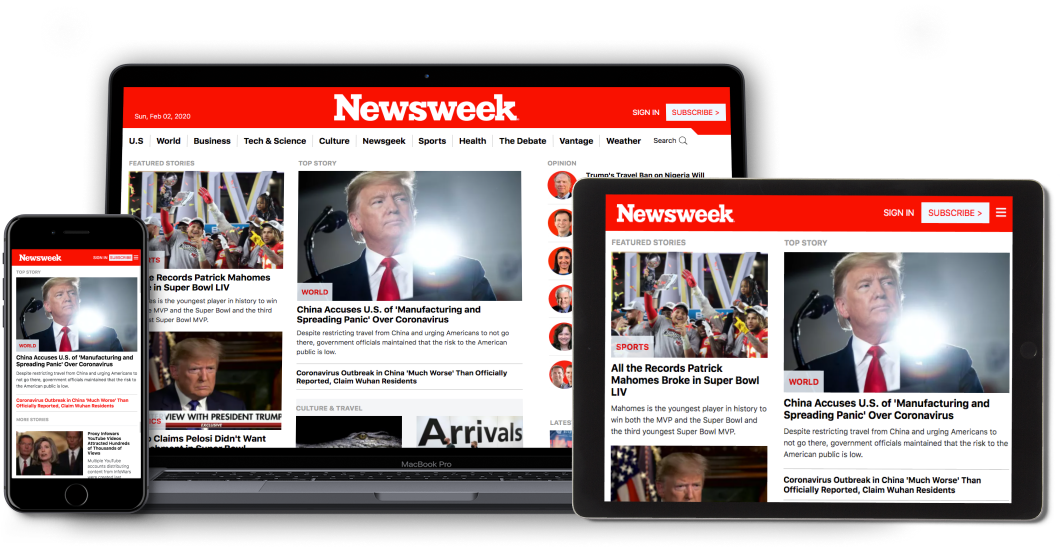 Newsweek
Sun, Feb 02, 2020
SIGN IN
SUBSCRIBE >
U.S
World
Business
Tech & Science
Culture
Newsgeek
Sports
Health
The Debate
Vantage
Weather
Search
FEATURED STORIES
TOP STORY
OPINION
Trump's Travel Ban on Nigeria Will
Records Patrick Mahomes
in Super Bowl LIV
is the youngest player in history to win
MVP and the Super Bowl and the third
Super Bowl MVP.
VIEW WITH PRESIDENT TRUMP
EXCLUSIVE
Claims Pelosi Didn't Want
WORLD
China Accuses U.S. of 'Manufacturing and
Spreading Panic' Over Coronavirus
Despite restricting travel from China and urging Americans to not go
there, government officials maintained that the risk to the American
public is low.
Coronavirus Outbreak in China 'Much Worse' Than Officially
Reported, Claim Wuhan Residents
CULTURE & TRAVEL
Arrivals
LATES
MacBook Pro
Newsweek
SIGN IN
SUBSCRIBE
TOP STORY
WORLD
China Accuses U.S. of 'Manufacturing and
Spreading Panic' Over Coronavirus
Despite restricting travel from China and urging Americans to
not go there, government officials maintained that the risk to
the American public is low.
Coronavirus Outbreak in China 'Much Worse' Than
Officially Reported, Claim Wuhan Residents
MORE STORIES
Proxy Infowars
YouTube Videos
Attracted Hundreds
of Thousands of
Views
Multiple YouTube
accounts distributing
content from InfoWars
were created last
Newsweek
SIGN IN
SUBSCRIBE >
FEATURED STORIES
TOP STORY
SPORTS
All the Records Patrick
Mahomes Broke in Super Bowl
LIV
Mahomes is the youngest player in history to
win both the MVP and the Super Bowl and
the third youngest Super Bowl MVP.
WORLD
China Accuses U.S. of 'Manufacturing and
Spreading Panic' Over Coronavirus
Despite restricting travel from China and urging Americans to
not go there, government officials maintained that the risk to the
American public is low.
Coronavirus Outbreak in China 'Much Worse' Than
Officially Reported, Claim Wuhan Residents